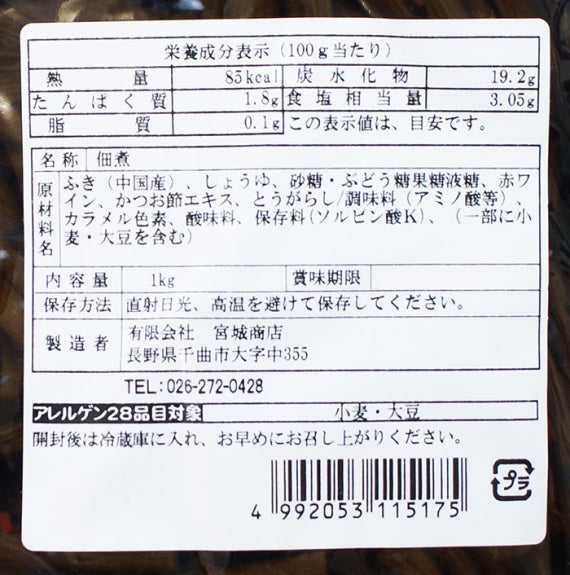 栄養成分表示（100g当たり）
熱量 85kcal 炭水化物 19.2g
たんぱく質 1.8g 食塩相当量 3.05g
脂質 0.1g この表示値は、目安です。
名称 佃煮
原材料名 ふき（中国産）、しょうゆ、砂糖・ぶどう糖果糖液糖、赤ワ
イン、かつお節エキス、とうがらし/調味料（アミノ酸等）、
カラメル色素、酸味料、保存料(ソルビン酸K)、（一部に小
麦・大豆を含む）
内容量 1kg 賞味期限
保存方法 直射日光、高温を避けて保存してください。
製造者 有限会社 宮城商店
長野県千曲市大字中355
TEL:026-272-0428
アレルゲン28品目対象 小麦・大豆
開封後は冷蔵庫に入れ、お早めにお召し上がりください。
プラ
4 992053 115175